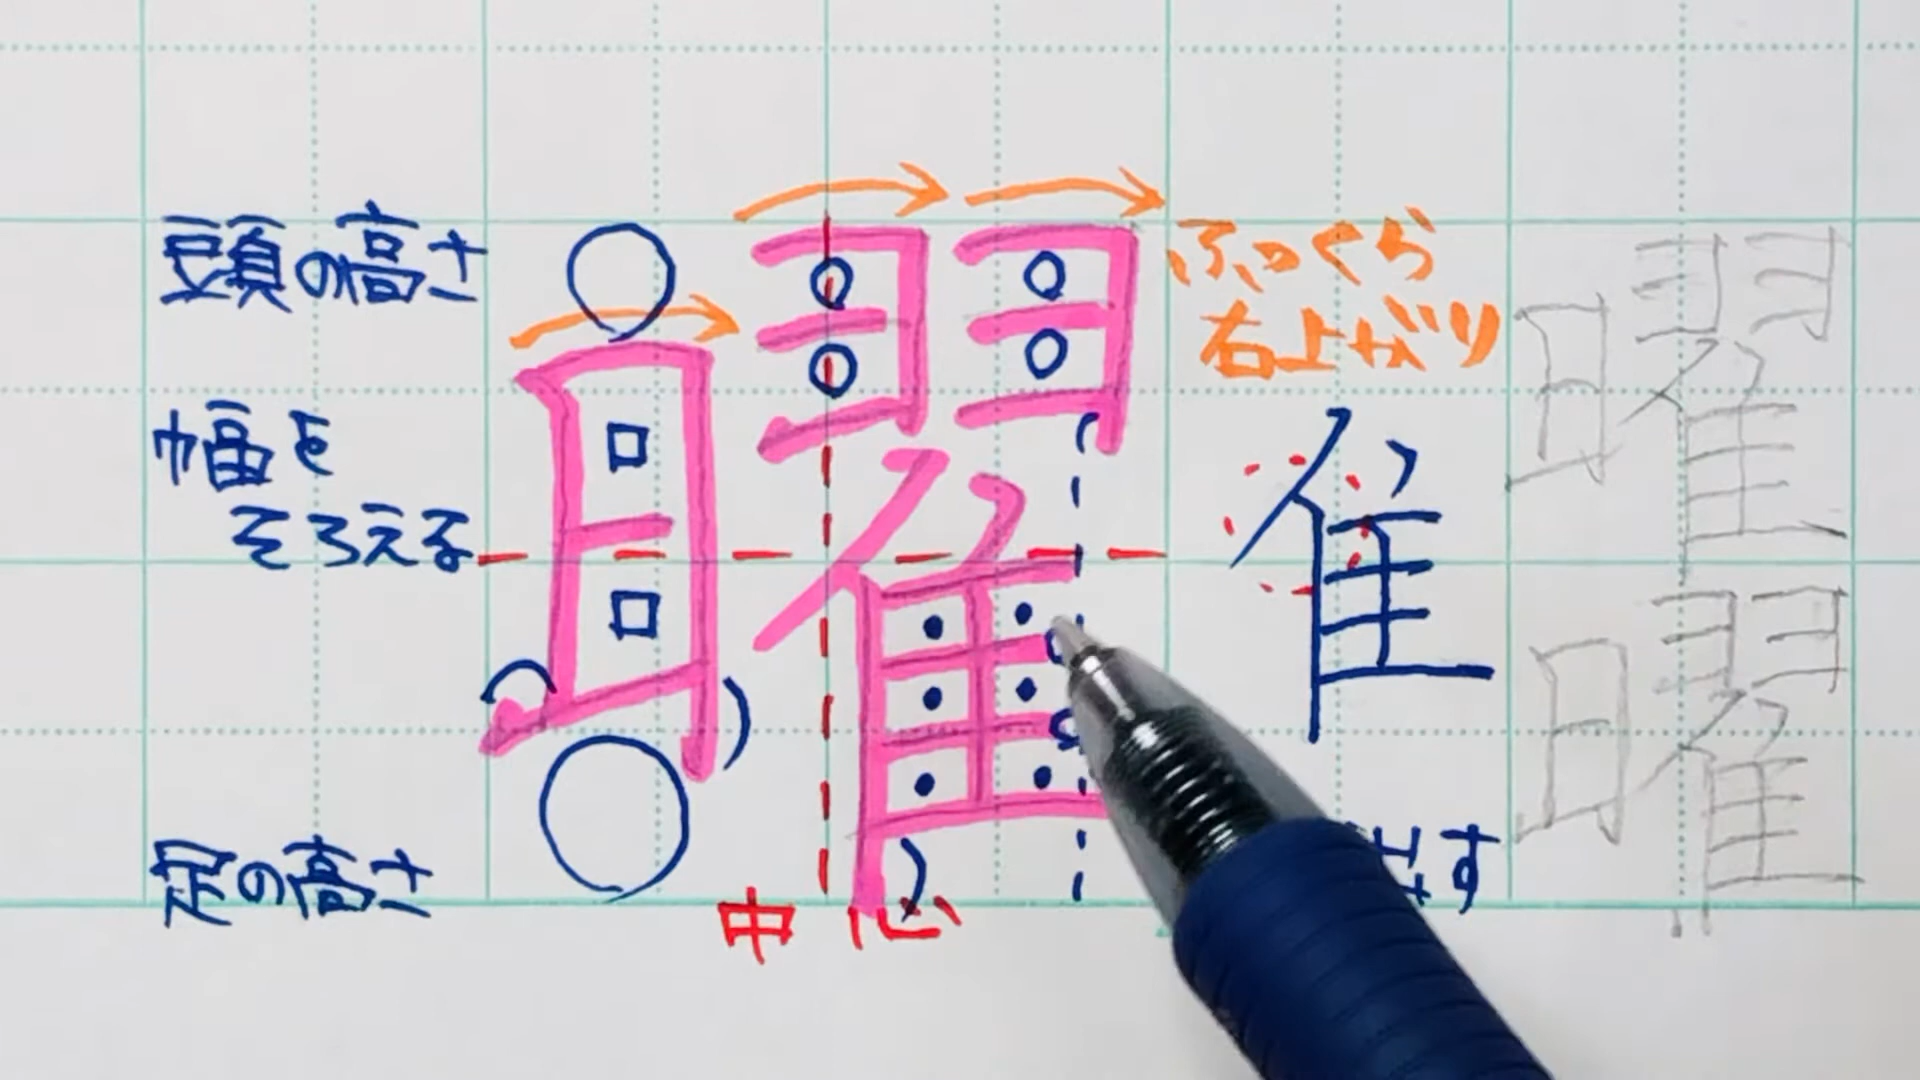 頭の高さ
幅を
そろえる
足の高さ
曜
中心
ふっくら
右上がり
隹
出す
曜
曜